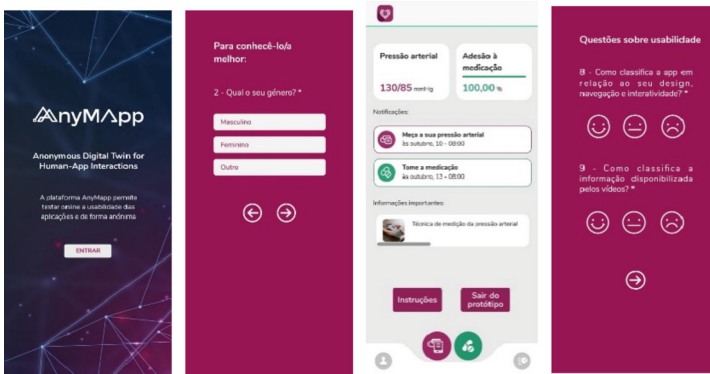 AnyMApp
Anonymous Digital Twin for
Human-App Interactions
A plataforma AnyMapp permite
testar online a usabilidade das
aplicações e de forma anónima
ENTRAR
Para conhecê-lo/a
melhor:
2 - Qual o seu género? *
Masculino
Feminino
Outro
Pressão arterial
130/85 mmHg
Adesão à
medicação
100,00 %
Notificações:
Meça a sua pressão arterial
às outubro, 10 - 08:00
Tome a medicação
às outubro, 13 - 08:00
Informações importantes:
Técnica de medição da pressão arterial
Instruções
Sair do
protótipo
Questões sobre usabilidade
8 - Como classifica a app em
relação ao seu design,
navegação e interatividade? *
9 - Como classifica a
informação disponibilizada
pelos vídeos? *